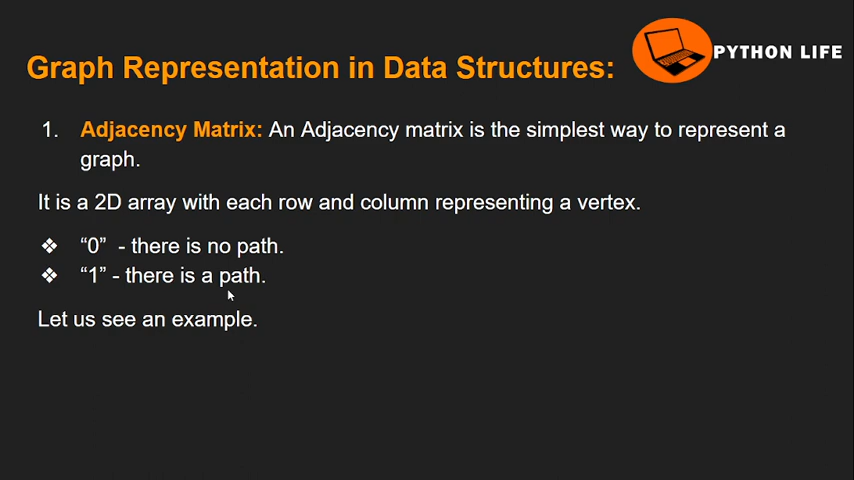 PYTHON LIFE
Graph Representation in Data Structures:
1. Adjacency Matrix: An Adjacency matrix is the simplest way to represent a
graph.
It is a 2D array with each row and column representing a vertex.
❖ “0” - there is no path.
❖ “1” - there is a path.
Let us see an example.